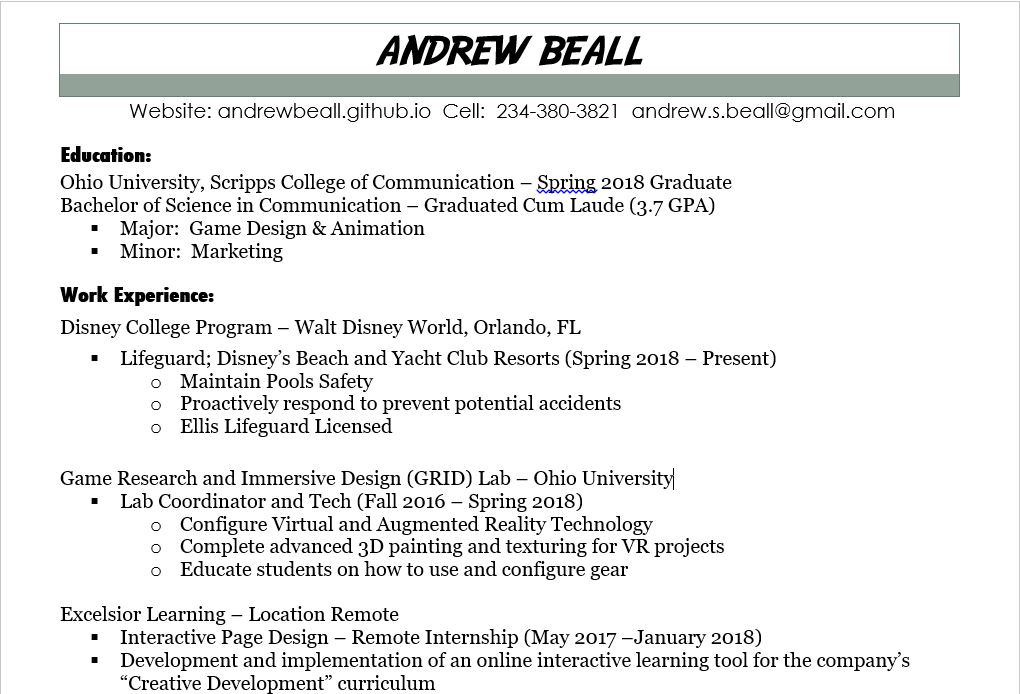 ANDREW BEALL
Website: andrewbeall.github.io Cell: 234-380-3821 andrew.s.beall@gmail.com
Education:
Ohio University, Scripps College of Communication – Spring 2018 Graduate
Bachelor of Science in Communication – Graduated Cum Laude (3.7 GPA)
▪ Major: Game Design & Animation
▪ Minor: Marketing
Work Experience:
Disney College Program – Walt Disney World, Orlando, FL
▪ Lifeguard; Disney’s Beach and Yacht Club Resorts (Spring 2018 – Present)
o Maintain Pools Safety
o Proactively respond to prevent potential accidents
o Ellis Lifeguard Licensed
Game Research and Immersive Design (GRID) Lab – Ohio University
▪ Lab Coordinator and Tech (Fall 2016 – Spring 2018)
o Configure Virtual and Augmented Reality Technology
o Complete advanced 3D painting and texturing for VR projects
o Educate students on how to use and configure gear
Excelsior Learning – Location Remote
▪ Interactive Page Design – Remote Internship (May 2017 –January 2018)
▪ Development and implementation of an online interactive learning tool for the company’s
“Creative Development” curriculum